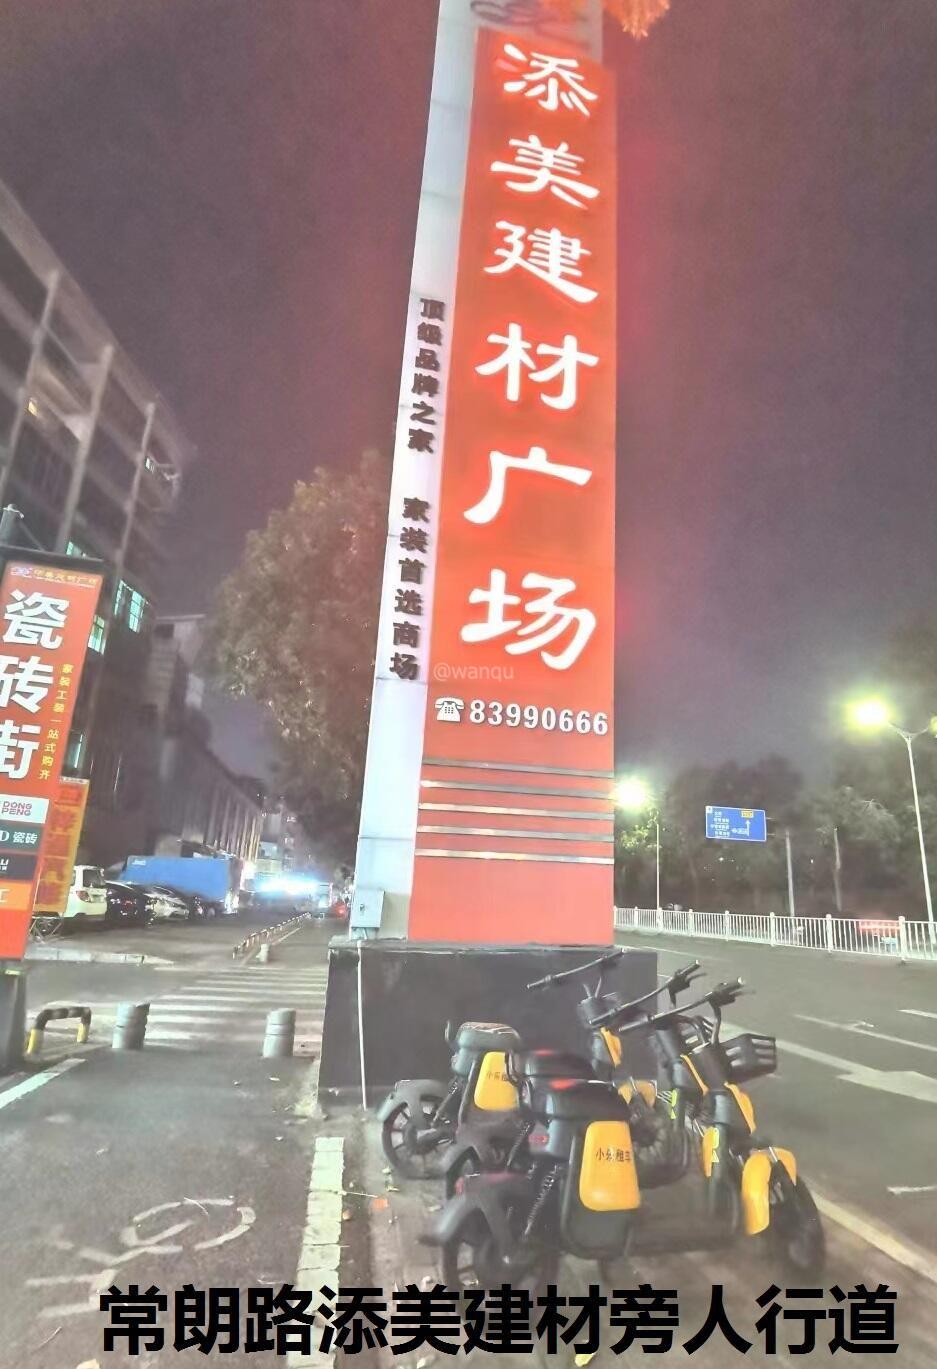 添美建材广场
顶级品牌之家 家装首选商场
@wanqu
83990666
瓷砖街
家装工装一站式购齐
DONG PENG
D 瓷砖
工
小乐租车
常朗路添美建材旁人行道